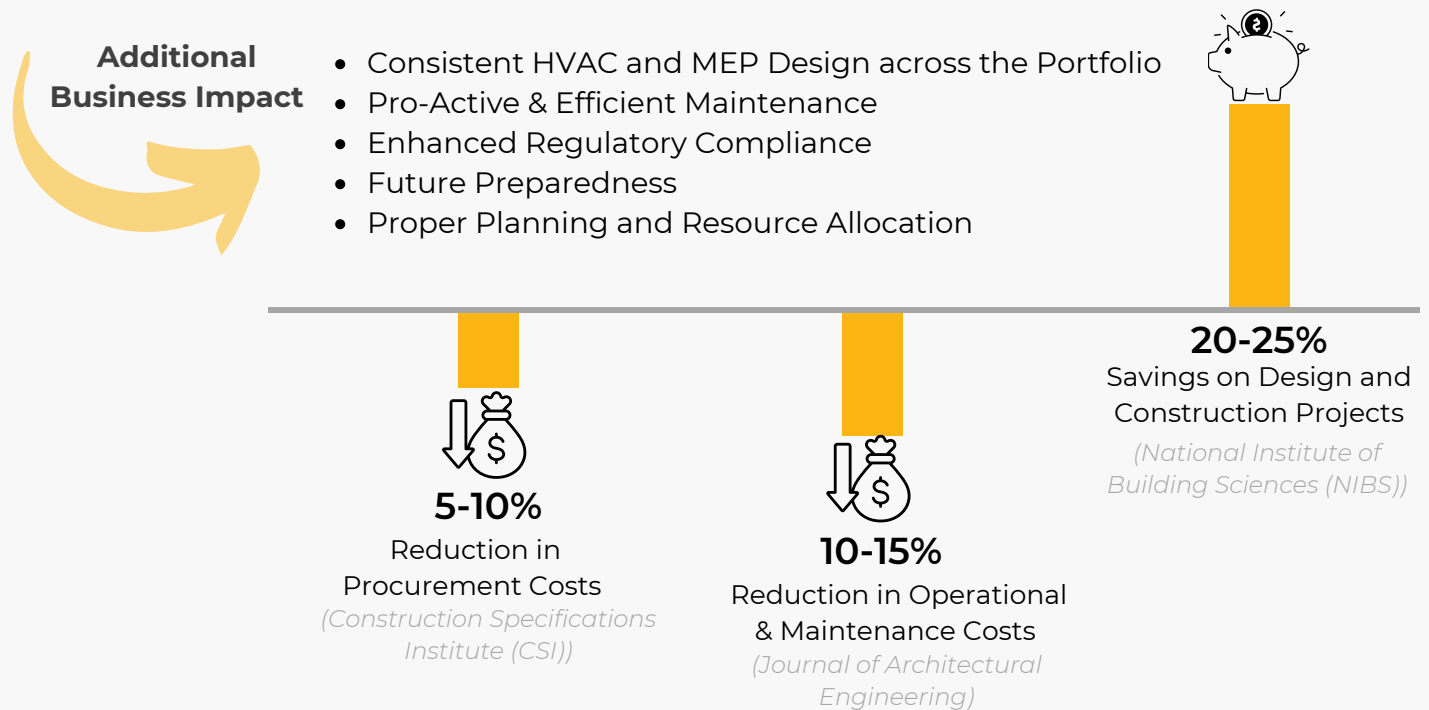 Additional
Business Impact
• Consistent HVAC and MEP Design across the Portfolio
• Pro-Active & Efficient Maintenance
• Enhanced Regulatory Compliance
• Future Preparedness
• Proper Planning and Resource Allocation
$
5-10%
Reduction in
Procurement Costs
(Construction Specifications
Institute (CSI))
$
10-15%
Reduction in Operational
& Maintenance Costs
(Journal of Architectural
Engineering)
$
20-25%
Savings on Design and
Construction Projects
(National Institute of
Building Sciences (NIBS))